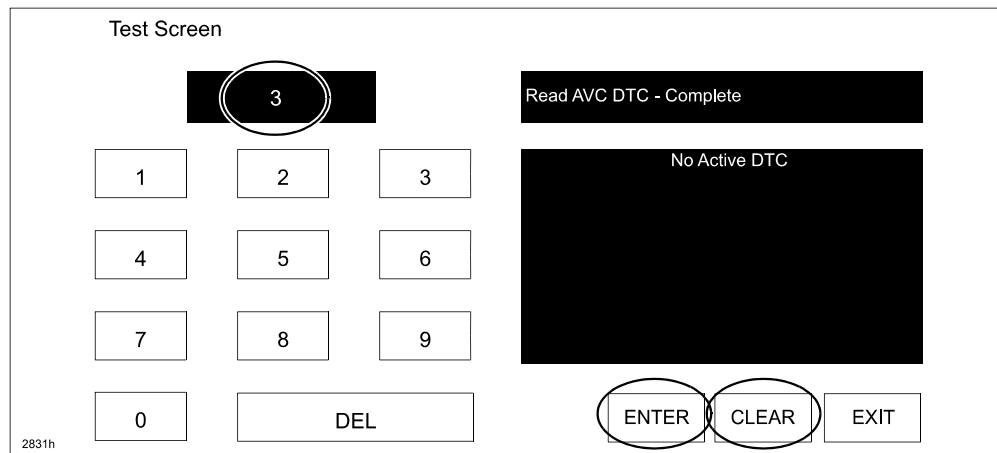 Test Screen
3
Read AVC DTC - Complete
No Active DTC
1 2 3
4 5 6
7 8 9
0 DEL
ENTER CLEAR EXIT
2831h